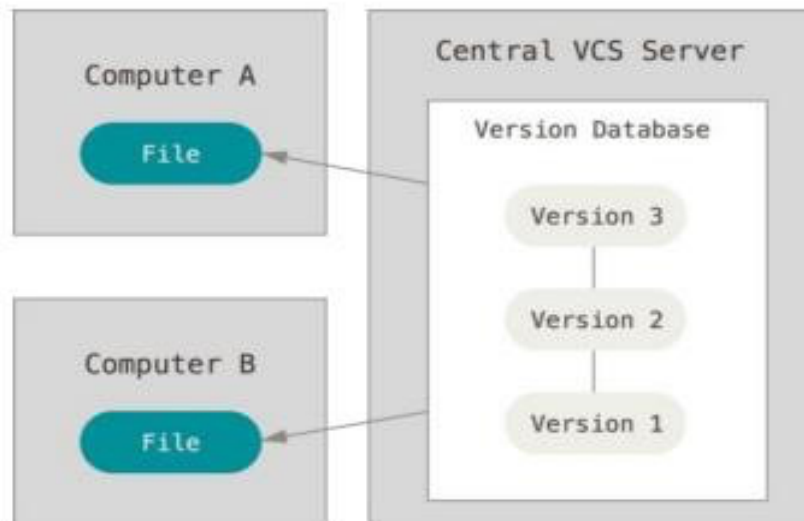 Computer A
File
Computer B
File
Central VCS Server
Version Database
Version 3
Version 2
Version 1